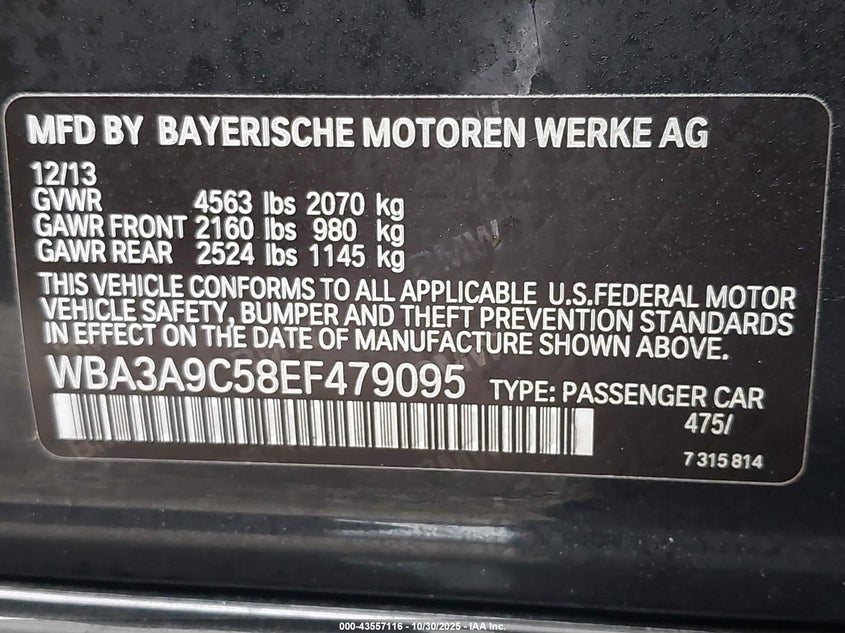 MFD BY BAYERISCHE MOTOREN WERKE AG
12/13
GVWR 4563 lbs 2070 kg
GAWR FRONT 2160 lbs 980 kg
GAWR REAR 2524 lbs 1145 kg
THIS VEHICLE CONFORMS TO ALL APPLICABLE U.S.FEDERAL MOTOR
VEHICLE SAFETY, BUMPER AND THEFT PREVENTION STANDARDS
IN EFFECT ON THE DATE OF MANUFACTURE SHOWN ABOVE.
WBA3A9C58EF479095 TYPE: PASSENGER CAR
475/
7 315 814
000-43557116 - 10/30/2025 - IAA Inc.